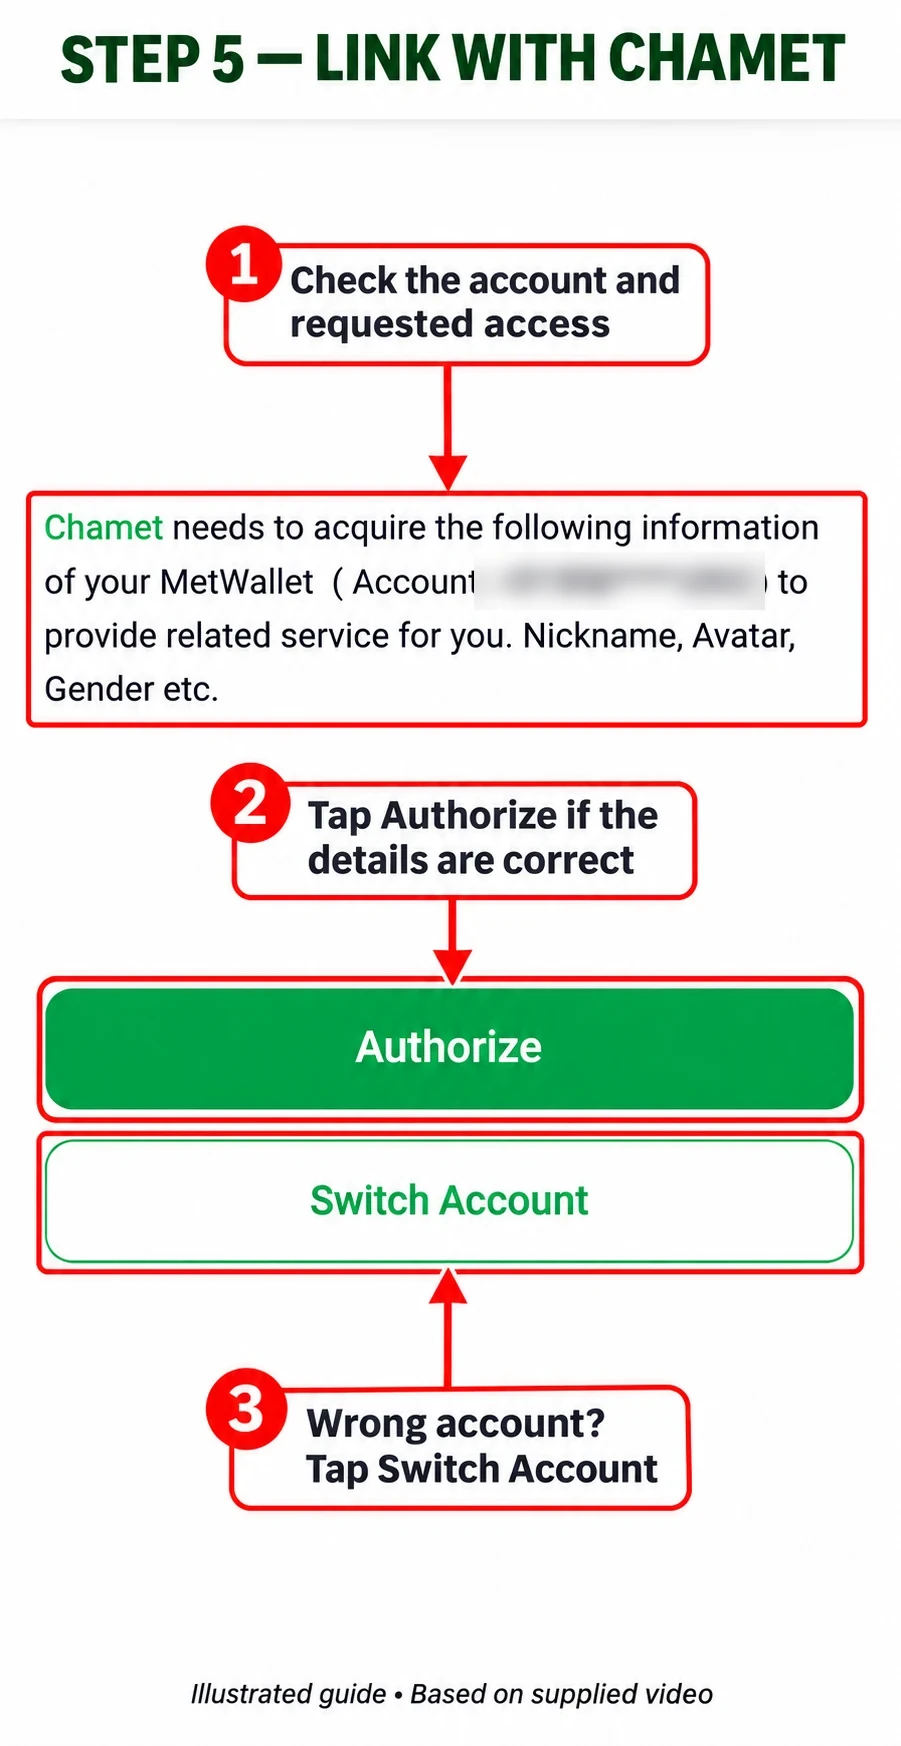 STEP 5 — LINK WITH CHAMET
1
Check the account and
requested access
Chamet needs to acquire the following information
of your MetWallet ( Account ) to
provide related service for you. Nickname, Avatar,
Gender etc.
2
Tap Authorize if the
details are correct
Authorize
Switch Account
3
Wrong account?
Tap Switch Account
Illustrated guide • Based on supplied video